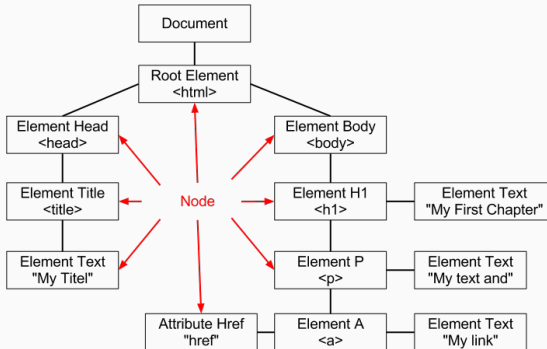 Document
Root Element
<html>
Element Head
<head>
Element Body
<body>
Element Title
<title>
Node
Element H1
<h1>
Element Text
"My First Chapter"
Element Text
"My Titel"
Element P
<p>
Element Text
"My text and"
Attribute Href
"href"
Element A
<a>
Element Text
"My link"